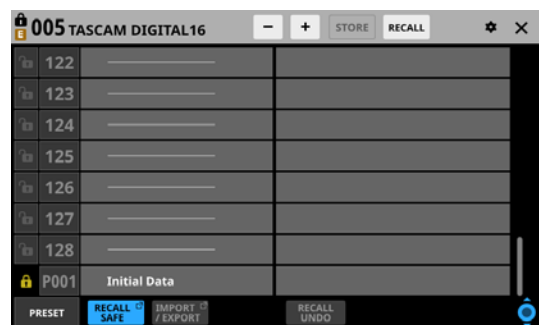 E 005 TASCAM DIGITAL16 - + STORE RECALL
122
123
124
125
126
127
128
P001 Initial Data
PRESET RECALL SAFE IMPORT / EXPORT RECALL UNDO